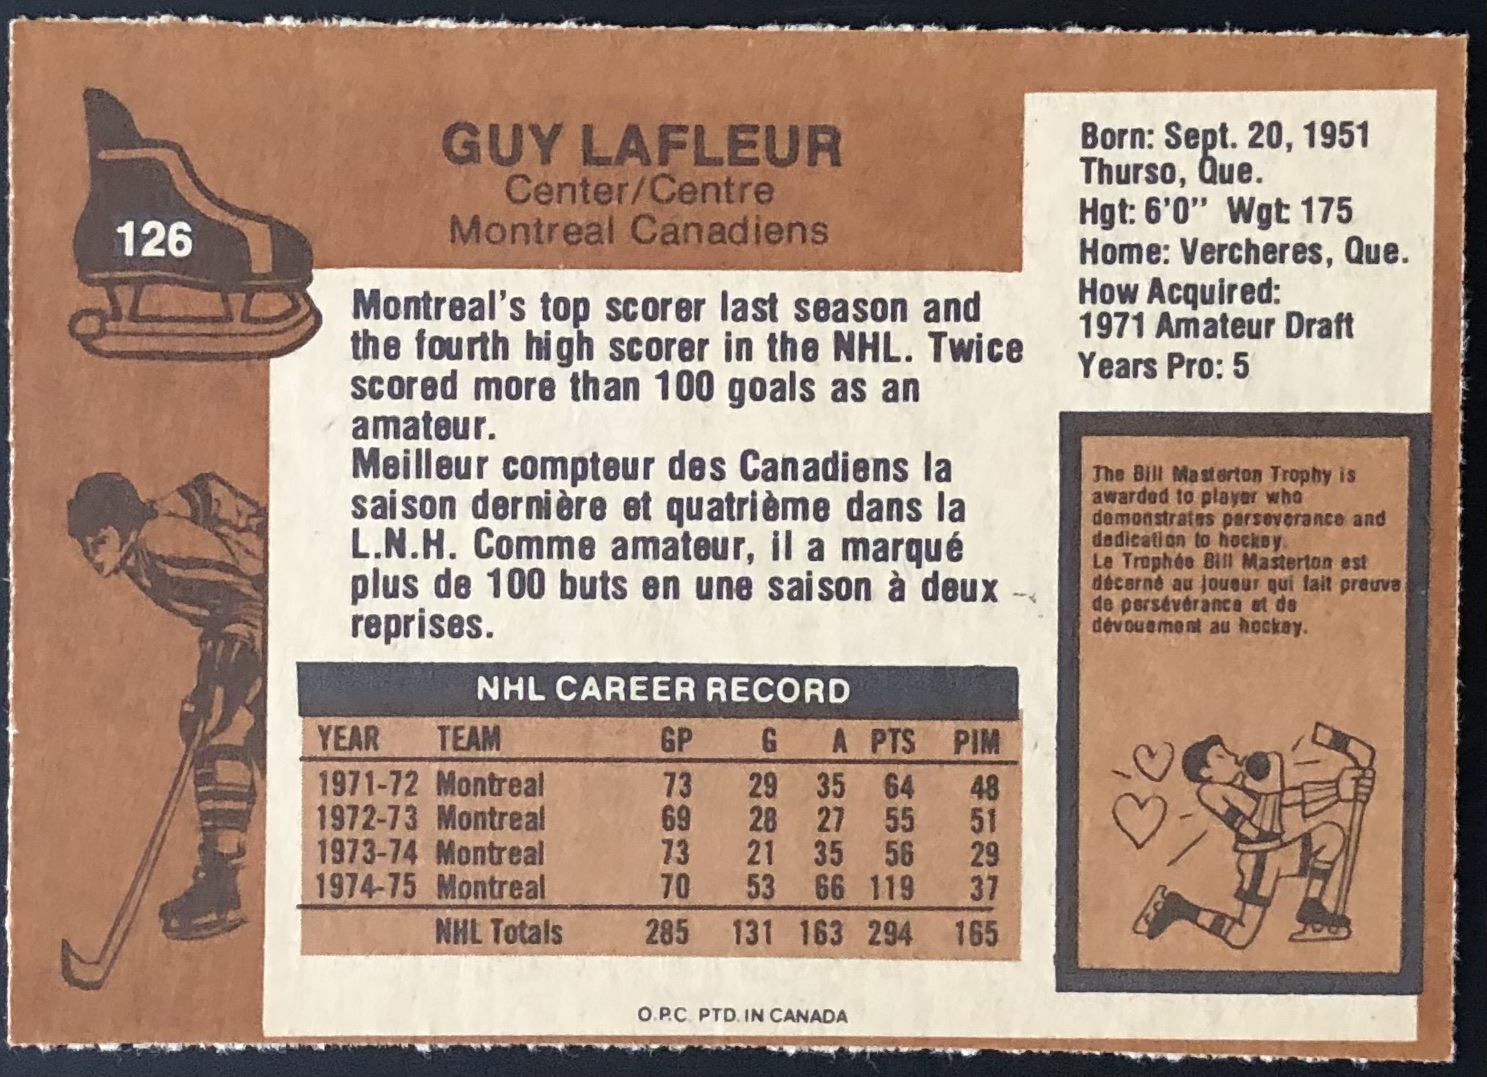 126
GUY LAFLEUR
Center/Centre
Montreal Canadiens
Born: Sept. 20, 1951
Thurso, Que.
Hgt: 6'0" Wgt: 175
Home: Vercheres, Que.
How Acquired:
1971 Amateur Draft
Years Pro: 5
Montreal's top scorer last season and
the fourth high scorer in the NHL. Twice
scored more than 100 goals as an
amateur.
Meilleur compteur des Canadiens la
saison dernière et quatrième dans la
L.N.H. Comme amateur, il a marqué
plus de 100 buts en une saison à deux
reprises.
NHL CAREER RECORD
YEAR TEAM GP G A PTS PIM
1971-72 Montreal 73 29 35 64 48
1972-73 Montreal 69 28 27 55 51
1973-74 Montreal 73 21 35 56 29
1974-75 Montreal 70 53 66 119 37
NHL Totals 285 131 163 294 165
The Bill Masterton Trophy is
awarded to player who
demonstrates perseverance and
dedication to hockey.
Le Trophée Bill Masterton est
décerné au joueur qui fait preuve
de persévérance et de
dévouement au hockey.
O.P.C. PTD. IN CANADA